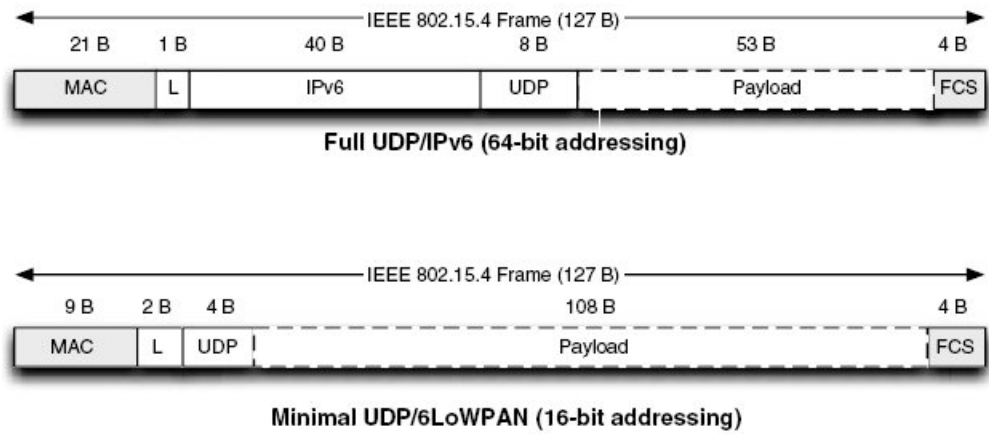 IEEE 802.15.4 Frame (127 B)
21 B 1 B 40 B 8 B 53 B 4 B
MAC L IPv6 UDP Payload FCS
Full UDP/IPv6 (64-bit addressing)
IEEE 802.15.4 Frame (127 B)
9 B 2 B 4 B 108 B 4 B
MAC L UDP Payload FCS
Minimal UDP/6LoWPAN (16-bit addressing)